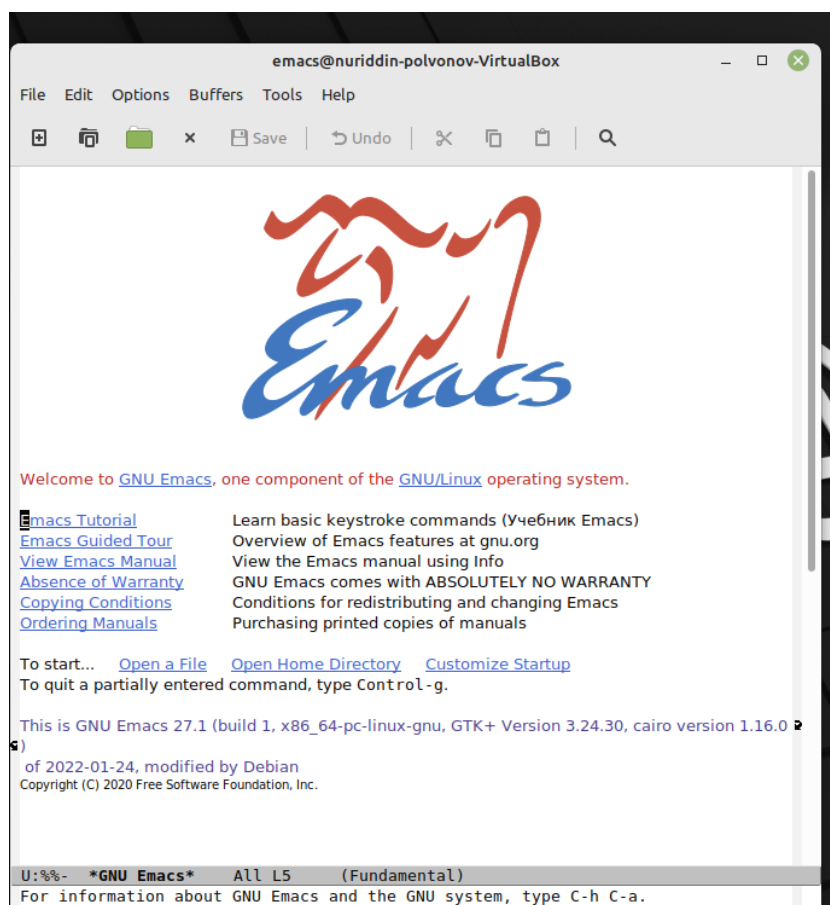 emacs@nuriddin-polvonov-VirtualBox
File Edit Options Buffers Tools Help
Save Undo
Emacs
Welcome to GNU Emacs, one component of the GNU/Linux operating system.
Emacs Tutorial Learn basic keystroke commands (Учебник Emacs)
Emacs Guided Tour Overview of Emacs features at gnu.org
View Emacs Manual View the Emacs manual using Info
Absence of Warranty GNU Emacs comes with ABSOLUTELY NO WARRANTY
Copying Conditions Conditions for redistributing and changing Emacs
Ordering Manuals Purchasing printed copies of manuals
To start... Open a File Open Home Directory Customize Startup
To quit a partially entered command, type Control-g.
This is GNU Emacs 27.1 (build 1, x86_64-pc-linux-gnu, GTK+ Version 3.24.30, cairo version 1.16.0
)
of 2022-01-24, modified by Debian
Copyright (C) 2020 Free Software Foundation, Inc.
U:%%- *GNU Emacs* All L5 (Fundamental)
For information about GNU Emacs and the GNU system, type C-h C-a.